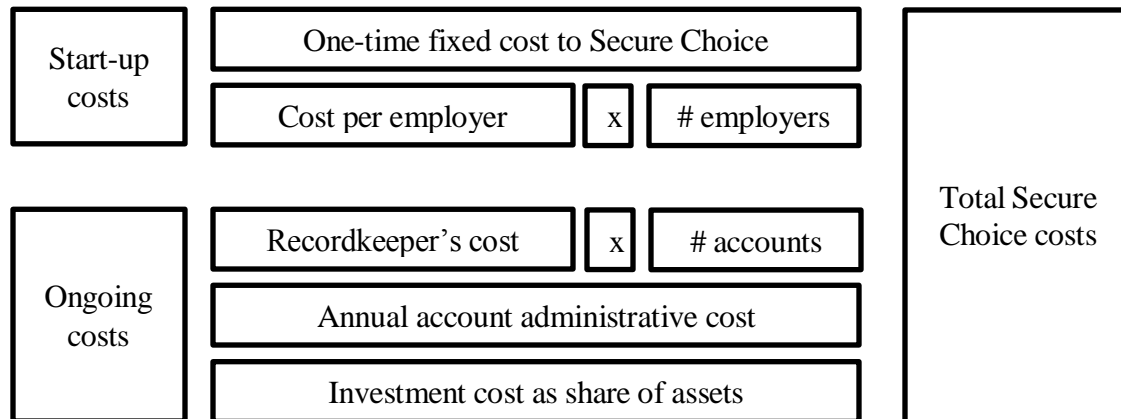 Start-up
costs
One-time fixed cost to Secure Choice
Cost per employer x # employers
Ongoing
costs
Recordkeeper’s cost x # accounts
Annual account administrative cost
Investment cost as share of assets
Total Secure
Choice costs